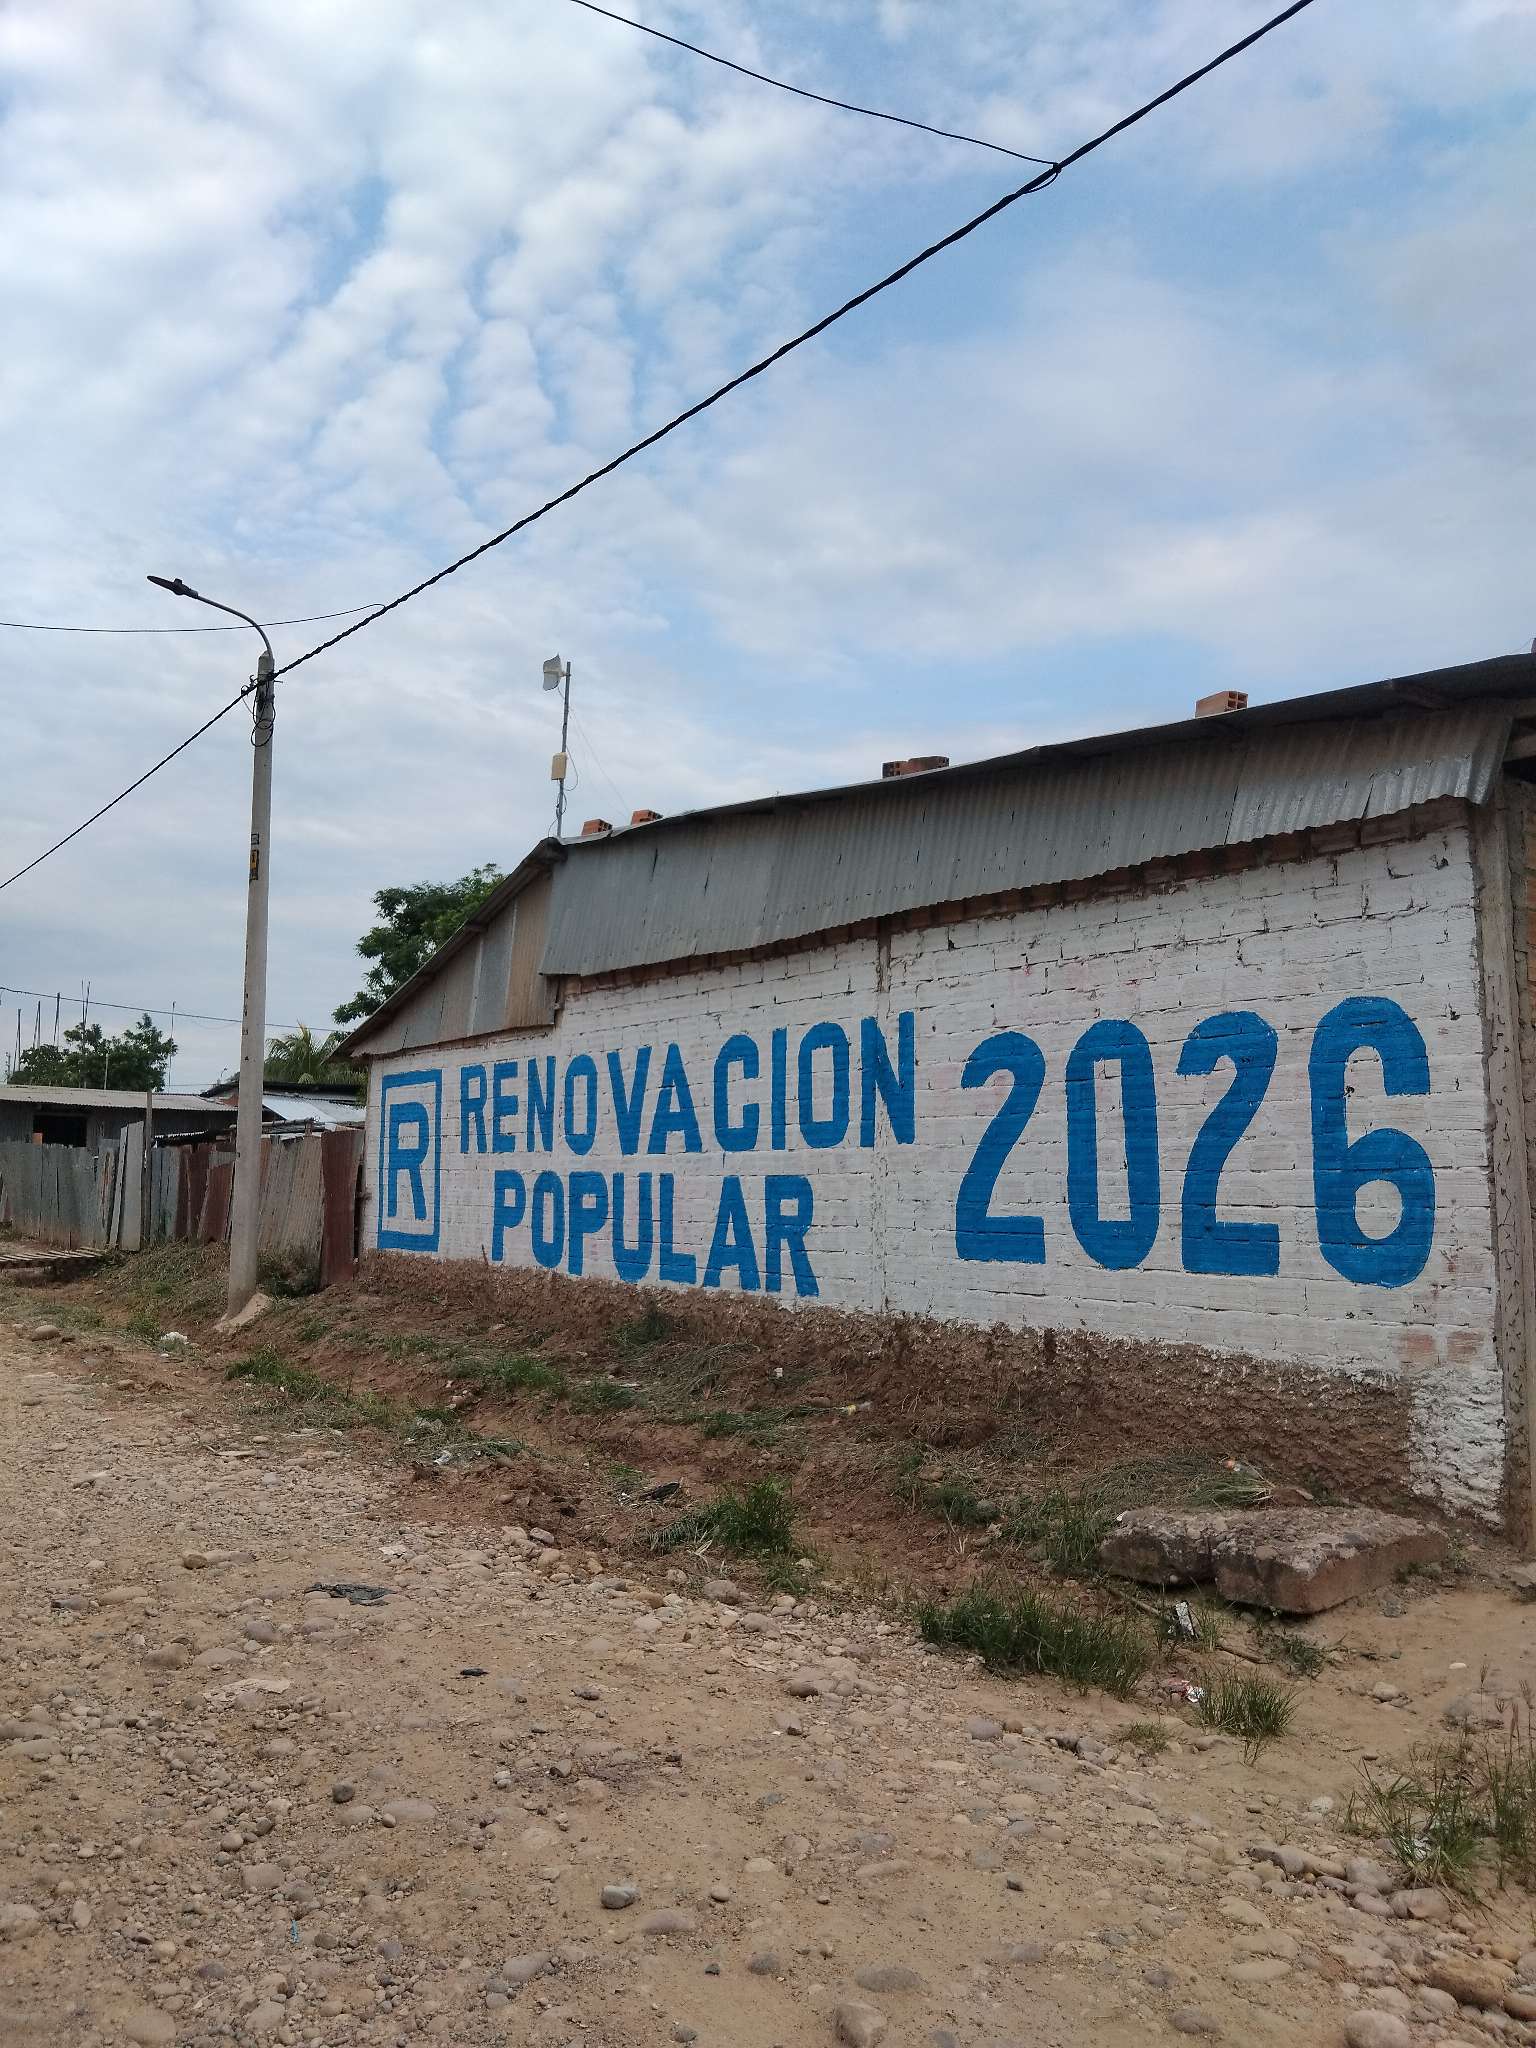 R
RENOVACION
POPULAR
2026